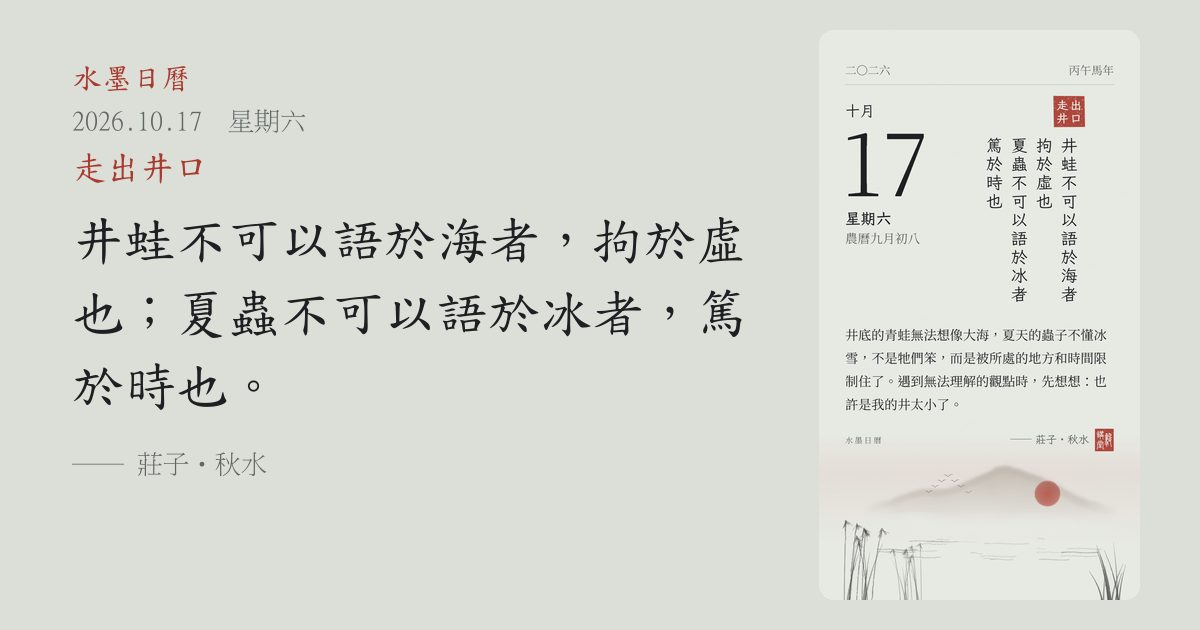 水墨日曆
2026.10.17 星期六
走出井口
井蛙不可以語於海者，拘於虛
也；夏蟲不可以語於冰者，篤
於時也。
—— 莊子・秋水
二〇二六
丙午馬年
十月
17
星期六
農曆九月初八
走出井口
井蛙不可以語於海者
拘於虛也
夏蟲不可以語於冰者
篤於時也
井底的青蛙無法想像大海，夏天的蟲子不懂冰
雪，不是牠們笨，而是被所處的地方和時間限
制住了。遇到無法理解的觀點時，先想想：也
許是我的井太小了。
水墨日曆
—— 莊子・秋水